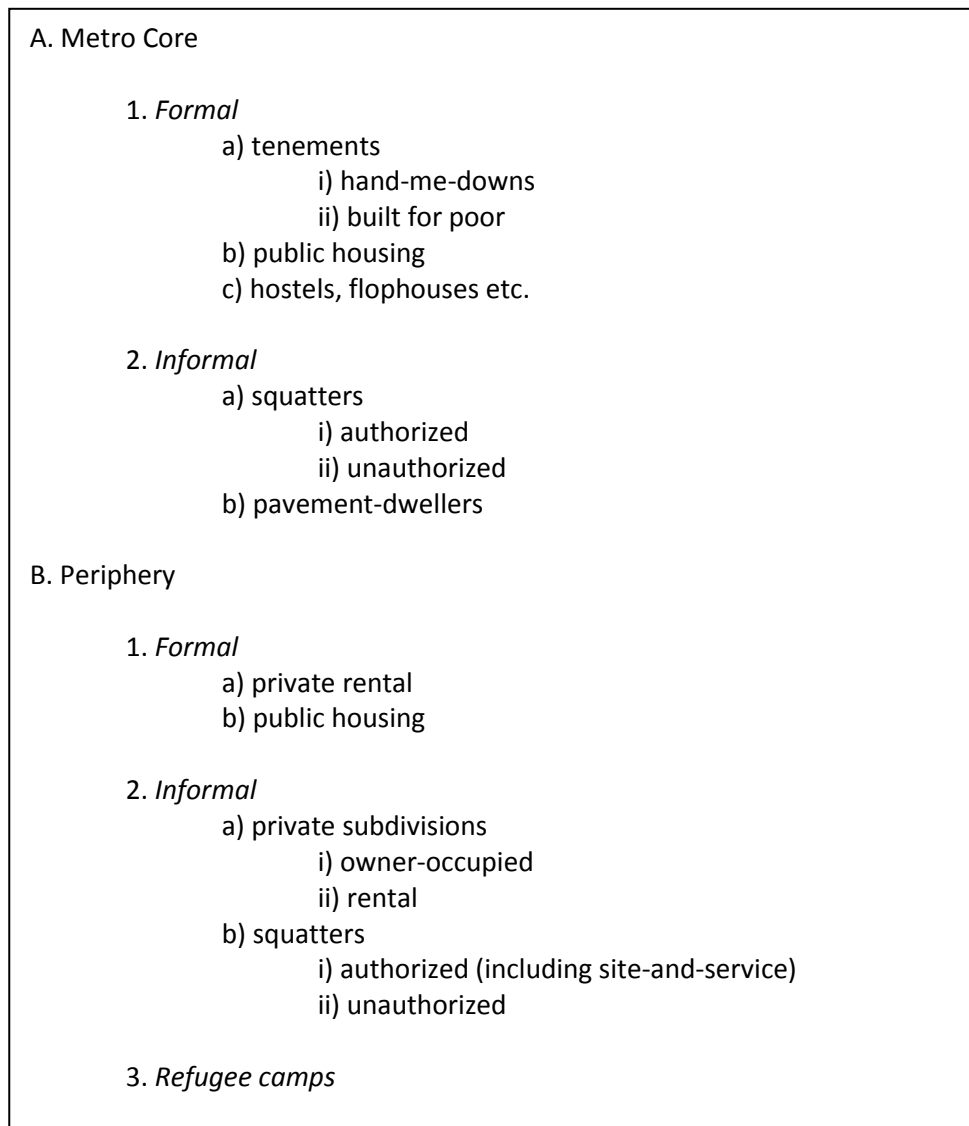 A. Metro Core
1. Formal
a) tenements
i) hand-me-downs
ii) built for poor
b) public housing
c) hostels, flophouses etc.
2. Informal
a) squatters
i) authorized
ii) unauthorized
b) pavement-dwellers
B. Periphery
1. Formal
a) private rental
b) public housing
2. Informal
a) private subdivisions
i) owner-occupied
ii) rental
b) squatters
i) authorized (including site-and-service)
ii) unauthorized
3. Refugee camps